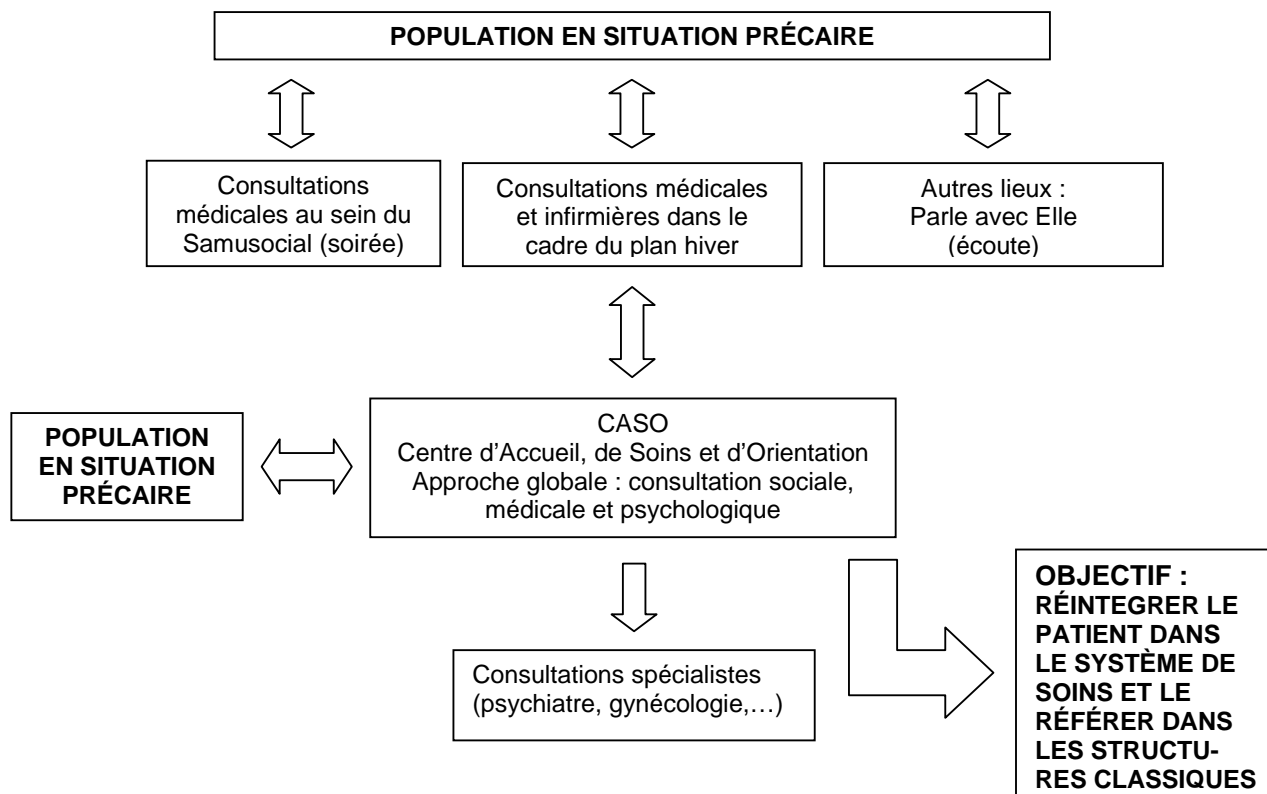 POPULATION EN SITUATION PRÉCAIRE
Consultations
médicales au sein du
Samusocial (soirée)
Consultations médicales
et infirmières dans le
cadre du plan hiver
Autres lieux :
Parle avec Elle
(écoute)
POPULATION
EN SITUATION
PRÉCAIRE
CASO
Centre d’Accueil, de Soins et d’Orientation
Approche globale : consultation sociale,
médicale et psychologique
Consultations spécialistes
(psychiatre, gynécologie,…)
OBJECTIF :
RÉINTEGRER LE
PATIENT DANS
LE SYSTÈME DE
SOINS ET LE
RÉFÉRER DANS
LES STRUCTU-
RES CLASSIQUES